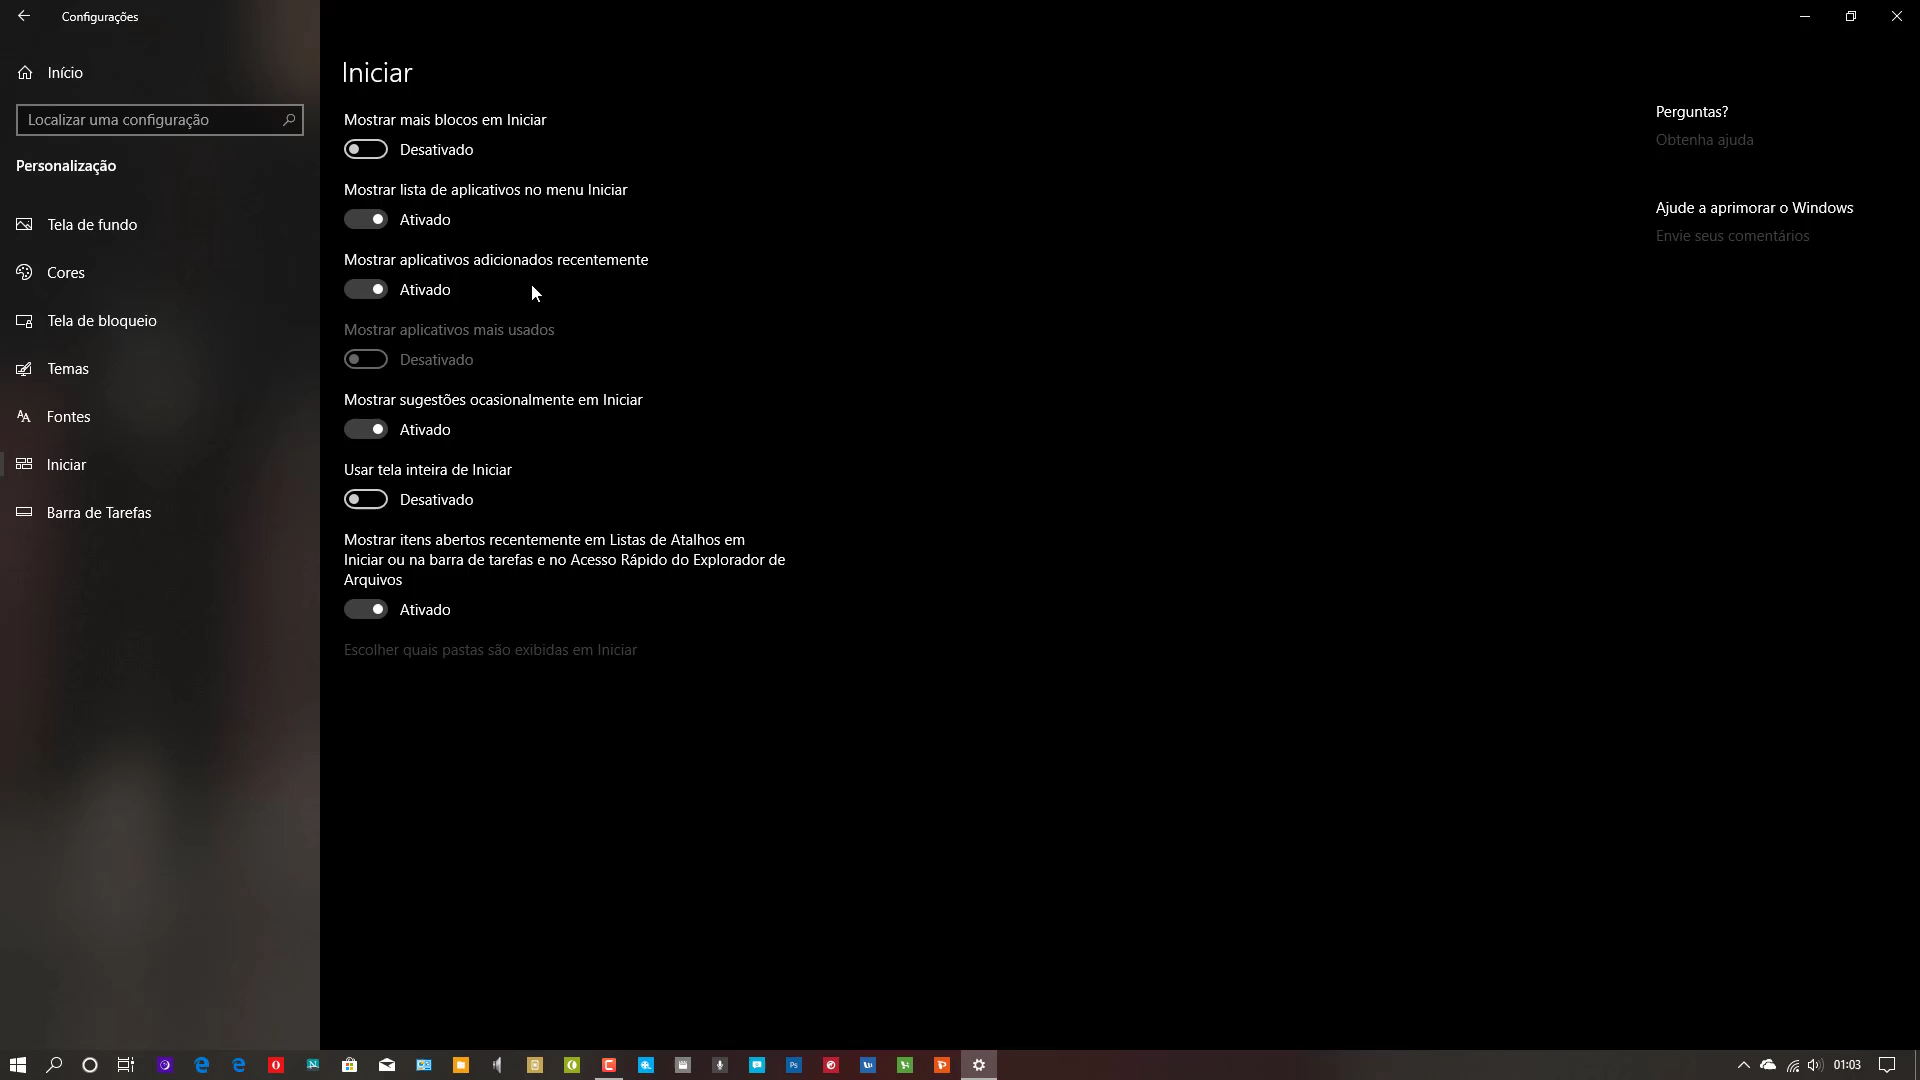 Configurações
Início
Localizar uma configuração
Personalização
Tela de fundo
Cores
Tela de bloqueio
Temas
Fontes
Iniciar
Barra de Tarefas
Iniciar
Mostrar mais blocos em Iniciar
Desativado
Mostrar lista de aplicativos no menu Iniciar
Ativado
Mostrar aplicativos adicionados recentemente
Ativado
Mostrar aplicativos mais usados
Desativado
Mostrar sugestões ocasionalmente em Iniciar
Ativado
Usar tela inteira de Iniciar
Desativado
Mostrar itens abertos recentemente em Listas de Atalhos em
Iniciar ou na barra de tarefas e no Acesso Rápido do Explorador de
Arquivos
Ativado
Escolher quais pastas são exibidas em Iniciar
Perguntas?
Obtenha ajuda
Ajude a aprimorar o Windows
Envie seus comentários
01:03